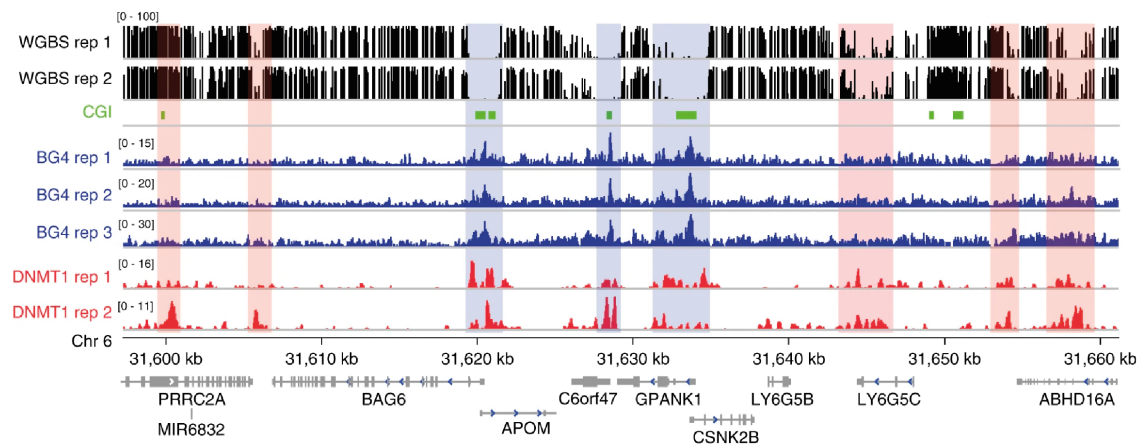 [0 - 100]
WGBS rep 1
WGBS rep 2
CGI
[0 - 15]
BG4 rep 1
[0 - 20]
BG4 rep 2
[0 - 30]
BG4 rep 3
[0 - 16]
DNMT1 rep 1
[0 - 11]
DNMT1 rep 2
Chr 6
31,600 kb 31,610 kb 31,620 kb 31,630 kb 31,640 kb 31,650 kb 31,660 kb
PRRC2A BAG6 C6orf47 GPANK1 LY6G5B LY6G5C ABHD16A
MIR6832 APOM CSNK2B